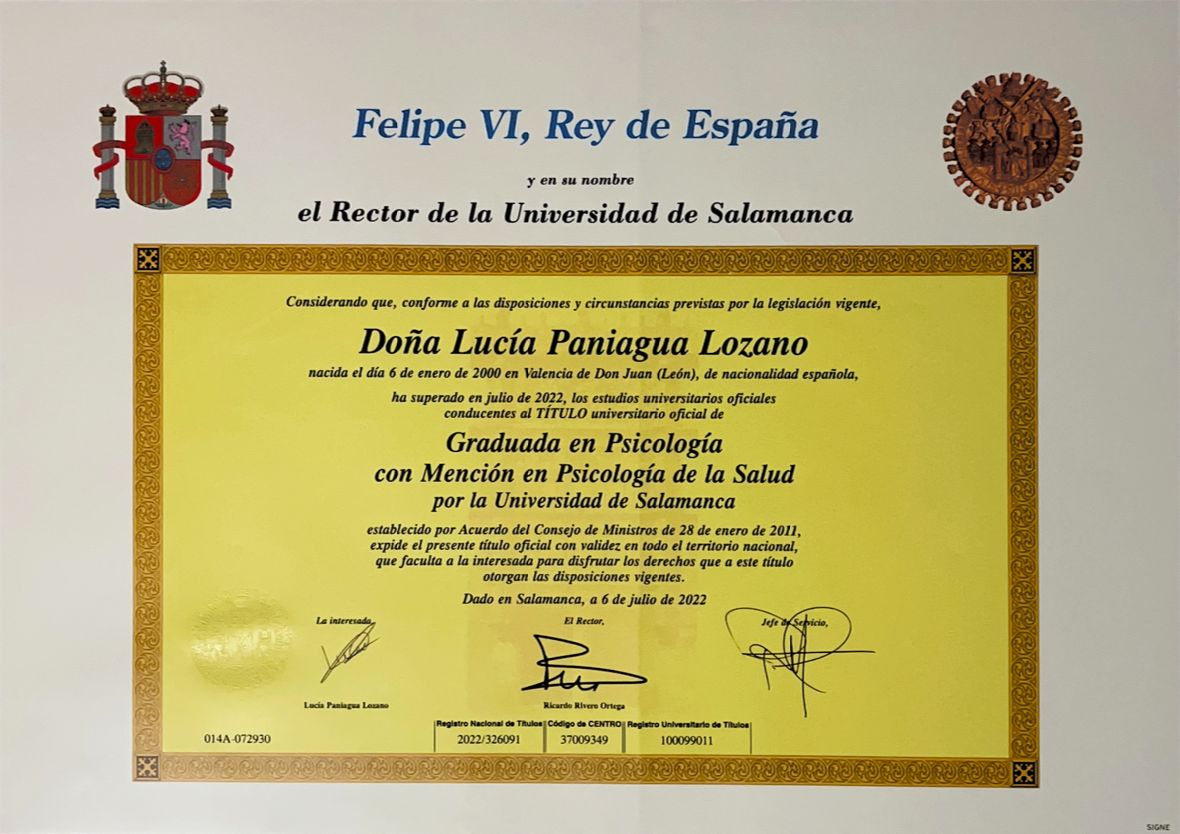 Felipe VI, Rey de España
y en su nombre
el Rector de la Universidad de Salamanca
Considerando que, conforme a las disposiciones y circunstancias previstas por la legislación vigente,
Doña Lucía Paniagua Lozano
nacida el día 6 de enero de 2000 en Valencia de Don Juan (León), de nacionalidad española,
ha superado en julio de 2022, los estudios universitarios oficiales
conducentes al TÍTULO universitario oficial de
Graduada en Psicología
con Mención en Psicología de la Salud
por la Universidad de Salamanca
establecido por Acuerdo del Consejo de Ministros de 28 de enero de 2011,
expide el presente título oficial con validez en todo el territorio nacional,
que faculta a la interesada para disfrutar los derechos que a este título
otorgan las disposiciones vigentes.
Dado en Salamanca, a 6 de julio de 2022
La interesada, El Rector, Jefe de Servicio,
Lucía Paniagua Lozano Ricardo Rivero Ortega
Registro Nacional de Títulos Código de CENTRO Registro Universitario de Títulos
014A-072930 2022/326091 37009349 100099011
SIGNE